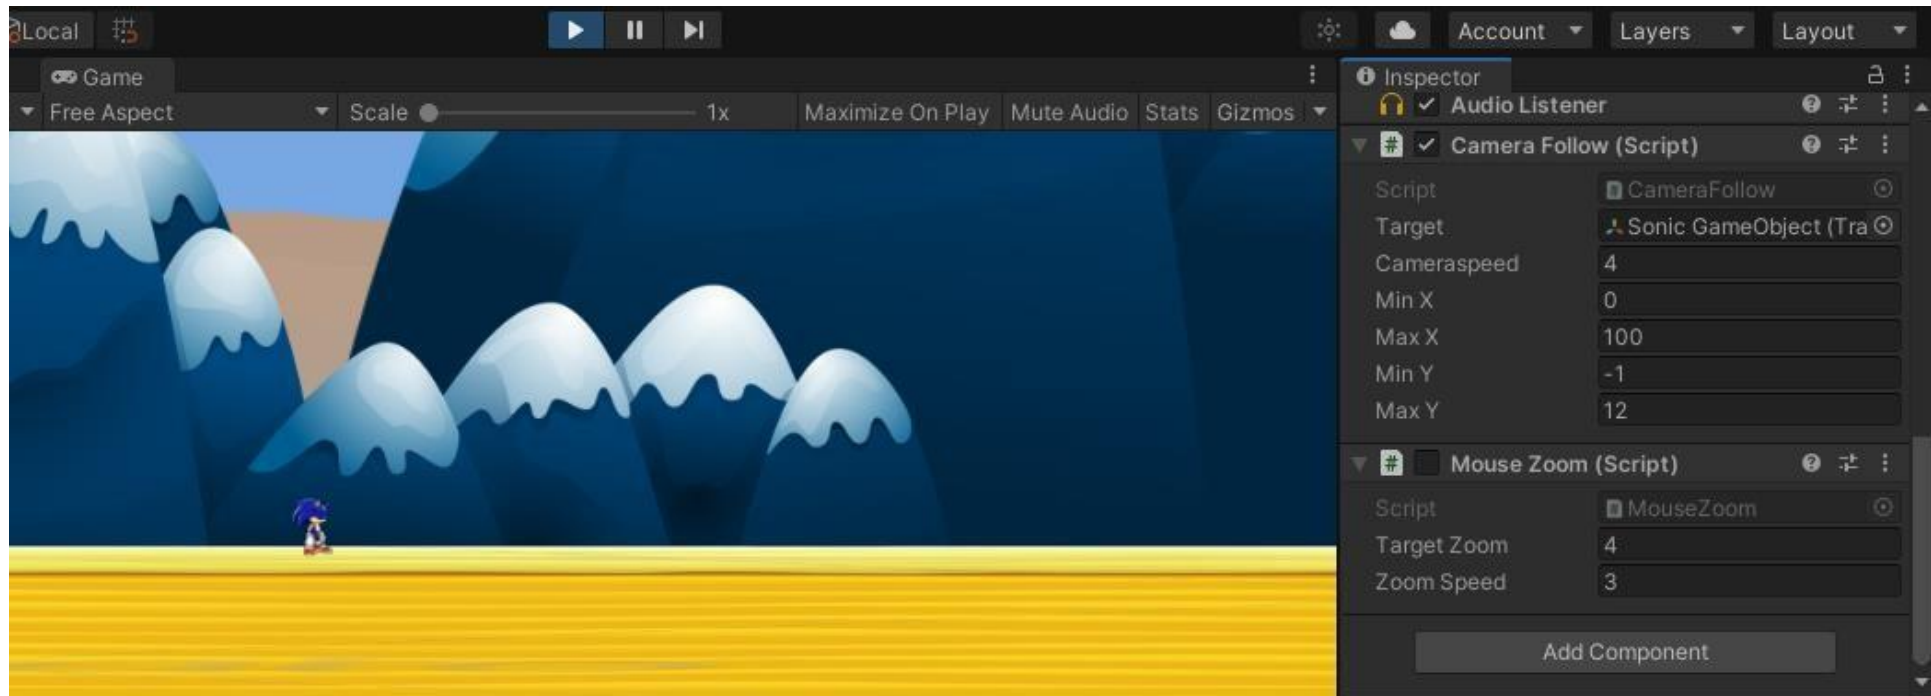 Local
Account
Layers
Layout
Game
Inspector
Free Aspect
Scale
1x
Maximize On Play
Mute Audio
Stats
Gizmos
Audio Listener
Camera Follow (Script)
Script CameraFollow
Target Sonic GameObject (Tra
Cameraspeed 4
Min X 0
Max X 100
Min Y -1
Max Y 12
# Mouse Zoom (Script)
Script MouseZoom
Target Zoom 4
Zoom Speed 3
Add Component